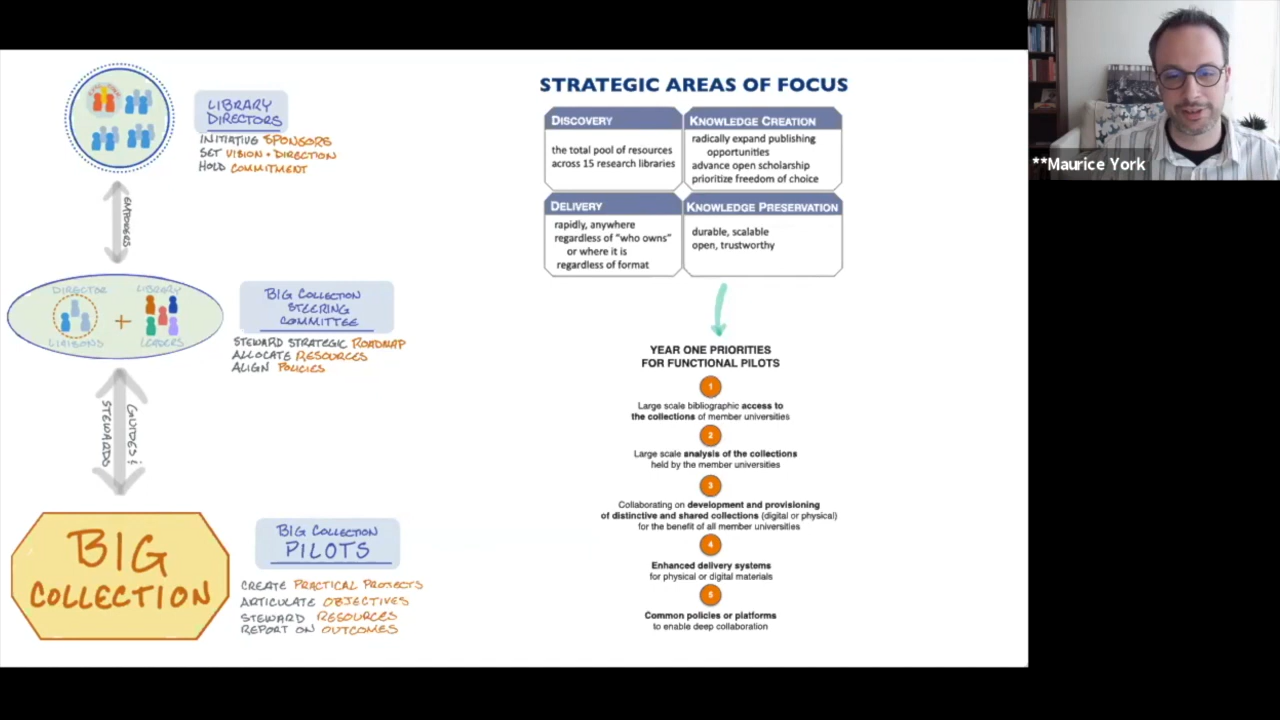 LIBRARY
DIRECTORS
INITIATIVE SPONSORS
SET VISION + DIRECTION
HOLD COMMITMENT
EMPOWERS
DIRECTOR
LIAISONS
+
LIBRARY
LEADERS
BIG COLLECTION
STEERING
COMMITTEE
STEWARD STRATEGIC ROADMAP
ALLOCATE RESOURCES
ALIGN POLICIES
GUIDES &
STEWARDS
BIG
COLLECTION
BIG COLLECTION
PILOTS
CREATE PRACTICAL PROJECTS
ARTICULATE OBJECTIVES
STEWARD RESOURCES
REPORT ON OUTCOMES
STRATEGIC AREAS OF FOCUS
DISCOVERY
the total pool of resources
across 15 research libraries
KNOWLEDGE CREATION
radically expand publishing
opportunities
advance open scholarship
prioritize freedom of choice
DELIVERY
rapidly, anywhere
regardless of "who owns"
or where it is
regardless of format
KNOWLEDGE PRESERVATION
durable, scalable
open, trustworthy
YEAR ONE PRIORITIES
FOR FUNCTIONAL PILOTS
1
Large scale bibliographic access to
the collections of member universities
2
Large scale analysis of the collections
held by the member universities
3
Collaborating on development and provisioning
of distinctive and shared collections (digital or physical)
for the benefit of all member universities
4
Enhanced delivery systems
for physical or digital materials
5
Common policies or platforms
to enable deep collaboration
**Maurice York